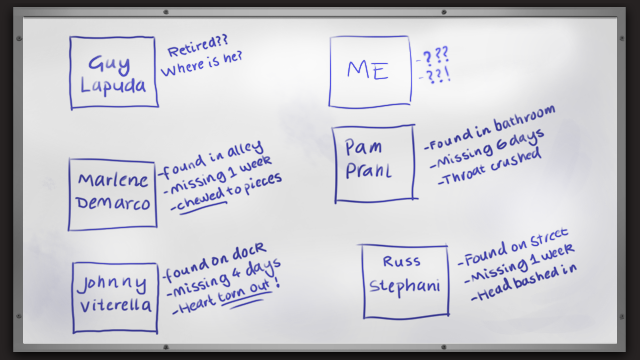 Guy
Lapuda
Retired??
Where is he?
ME
-???
-??!
Marlene
DeMarco
-found in alley
-missing 1 week
-chewed to pieces
Pam
Prahl
-Found in bathroom
-Missing 6 days
-Throat crushed
Johnny
Viterella
-found on dock
-missing 4 days
-Heart torn out!
Russ
Stephani
-Found on Street
-Missing 1 week
-Head bashed in